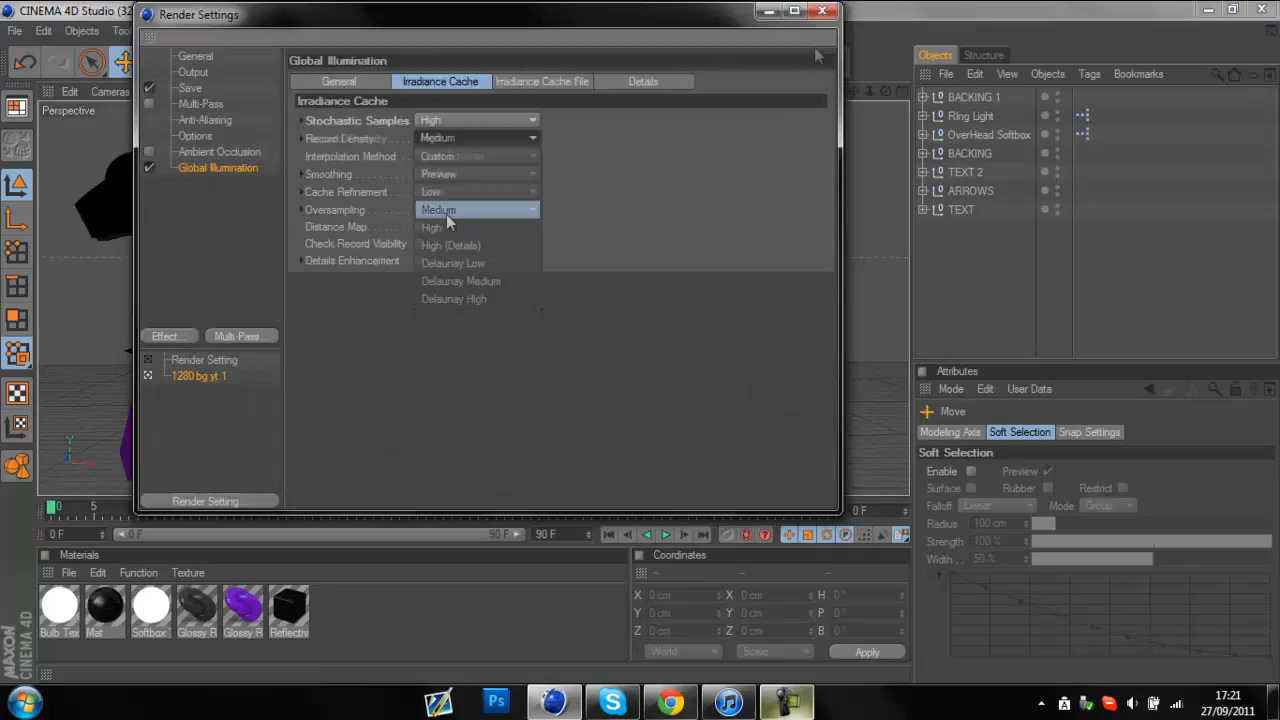 CINEMA 4D Studio (32
Render Settings
File Edit Objects Too
Edit Cameras
Perspective
General
Output
Save
Multi-Pass
Anti-Aliasing
Options
Ambient Occlusion
Global Illumination
Effect...
Multi-Pass...
Render Setting
1280 bg yt.1
Render Setting...
Global Illumination
General
Irradiance Cache
Irradiance Cache File
Details
Irradiance Cache
Stochastic Samples High
Record Density Medium
Interpolation Method Custom
Smoothing Preview
Cache Refinement Low
Oversampling Medium
Distance Map High
Check Record Visibility High (Details)
Details Enhancement Delaunay Low
Delaunay Medium
Delaunay High
Objects Structure
File Edit View Objects Tags Bookmarks
BACKING 1
RIng Light
OverHead Softbox
BACKING
TEXT 2
ARROWS
TEXT
Attributes
Mode Edit User Data
Move
Modeling Axis Soft Selection Snap Settings
Soft Selection
Enable Preview
Surface Rubber Restrict
Falloff Linear Mode Group
Radius 100 cm
Strength 100 %
Width 50 %
0 5
0 F
0 F 0 F 90 F 90 F
Materials
File Edit Function Texture
Bulb Tex Mat Softbox Glossy R Glossy R Reflectiv
Coordinates
X 0 cm X 0 cm H 0 °
Y 0 cm Y 0 cm P 0 °
Z 0 cm Z 0 cm B 0 °
World Scale Apply
MAXON
CINEMA 4D
Ps
17:21
27/09/2011